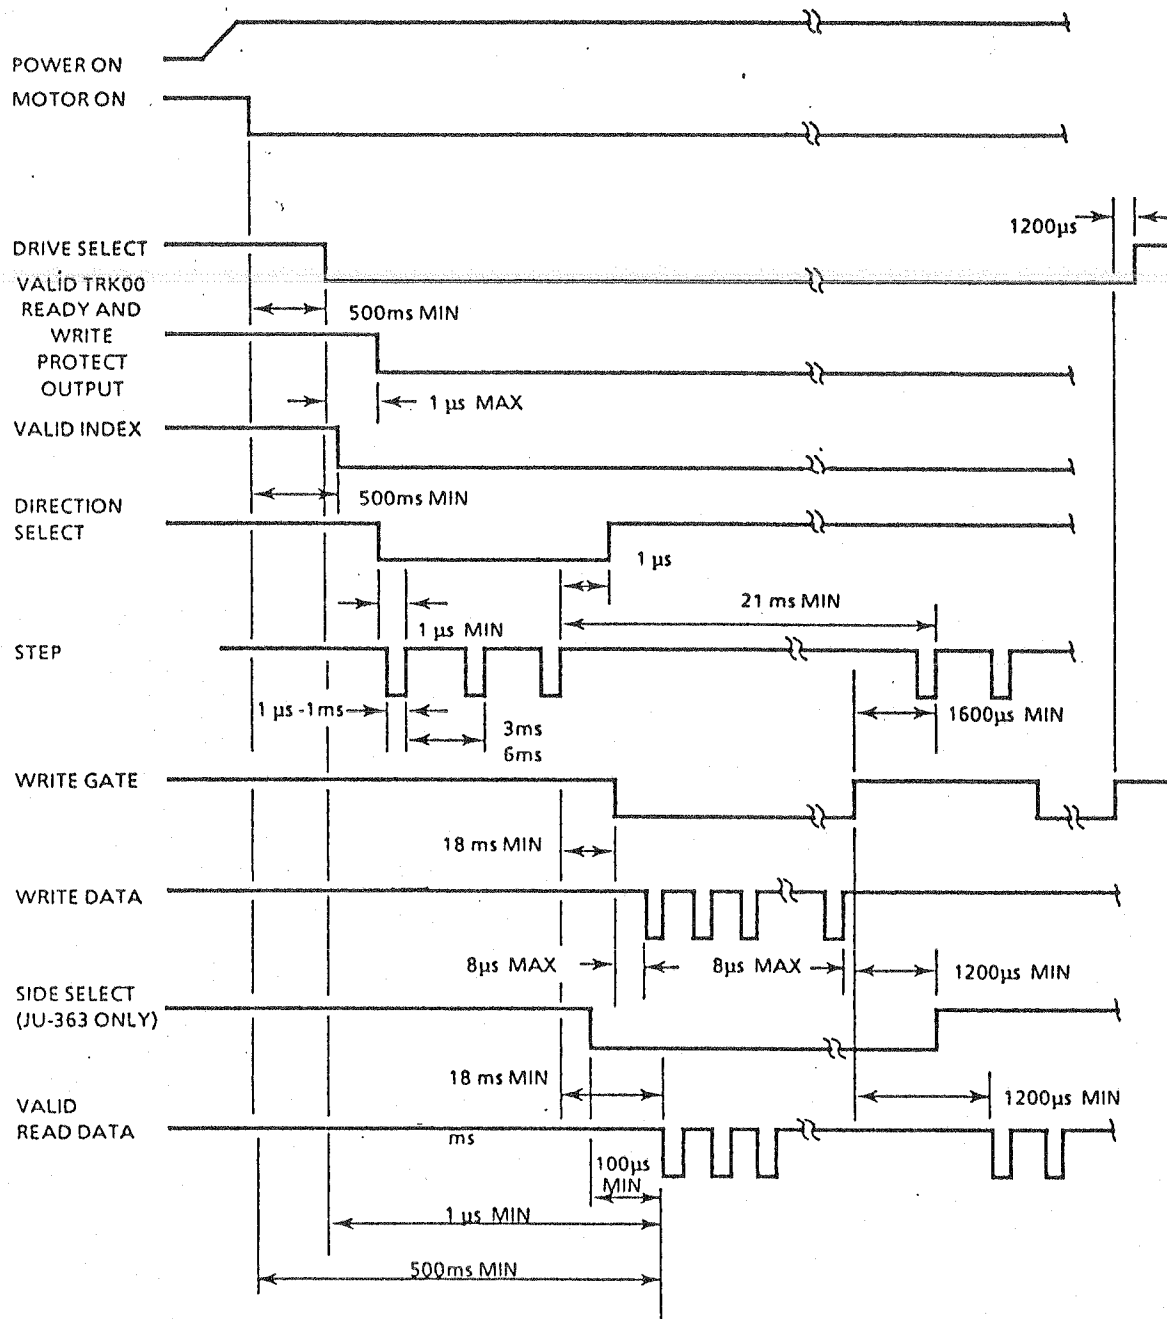 POWER ON
MOTOR ON
1200µs
DRIVE SELECT
VALID TRK00
READY AND
WRITE
PROTECT
OUTPUT
500ms MIN
1 µs MAX
VALID INDEX
500ms MIN
DIRECTION
SELECT
1 µs
21 ms MIN
1 µs MIN
STEP
1 µs -1ms
3ms
6ms
1600µs MIN
WRITE GATE
18 ms MIN
WRITE DATA
8µs MAX
8µs MAX
1200µs MIN
SIDE SELECT
(JU-363 ONLY)
18 ms MIN
1200µs MIN
VALID
READ DATA
ms
100µs
MIN
1 µs MIN
500ms MIN